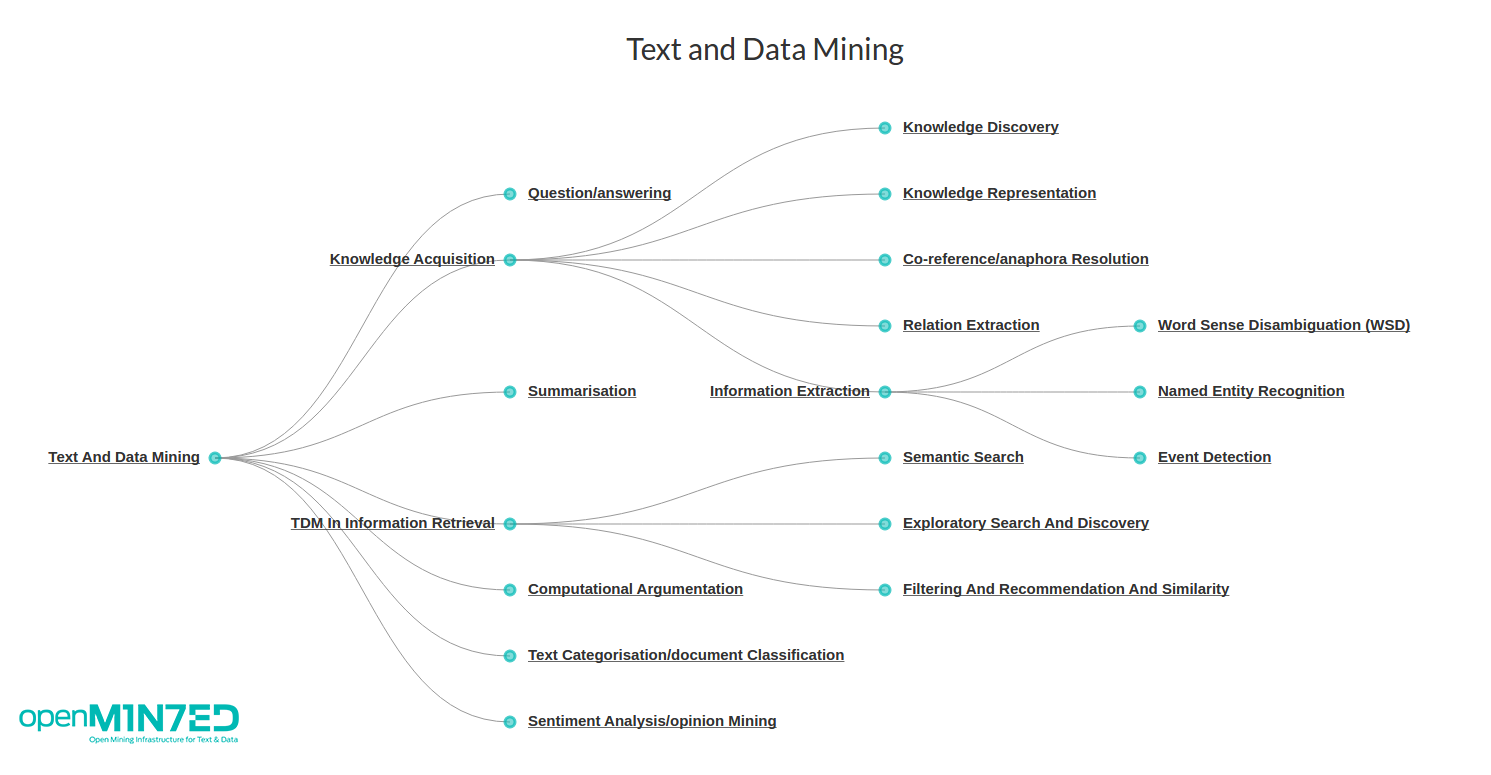 Text and Data Mining
Knowledge Discovery
Question/answering
Knowledge Representation
Knowledge Acquisition
Co-reference/anaphora Resolution
Relation Extraction
Word Sense Disambiguation (WSD)
Summarisation
Information Extraction
Named Entity Recognition
Text And Data Mining
Semantic Search
Event Detection
TDM In Information Retrieval
Exploratory Search And Discovery
Computational Argumentation
Filtering And Recommendation And Similarity
Text Categorisation/document Classification
Sentiment Analysis/opinion Mining
openM1N7ED
Open Mining Infrastructure for Text & Data